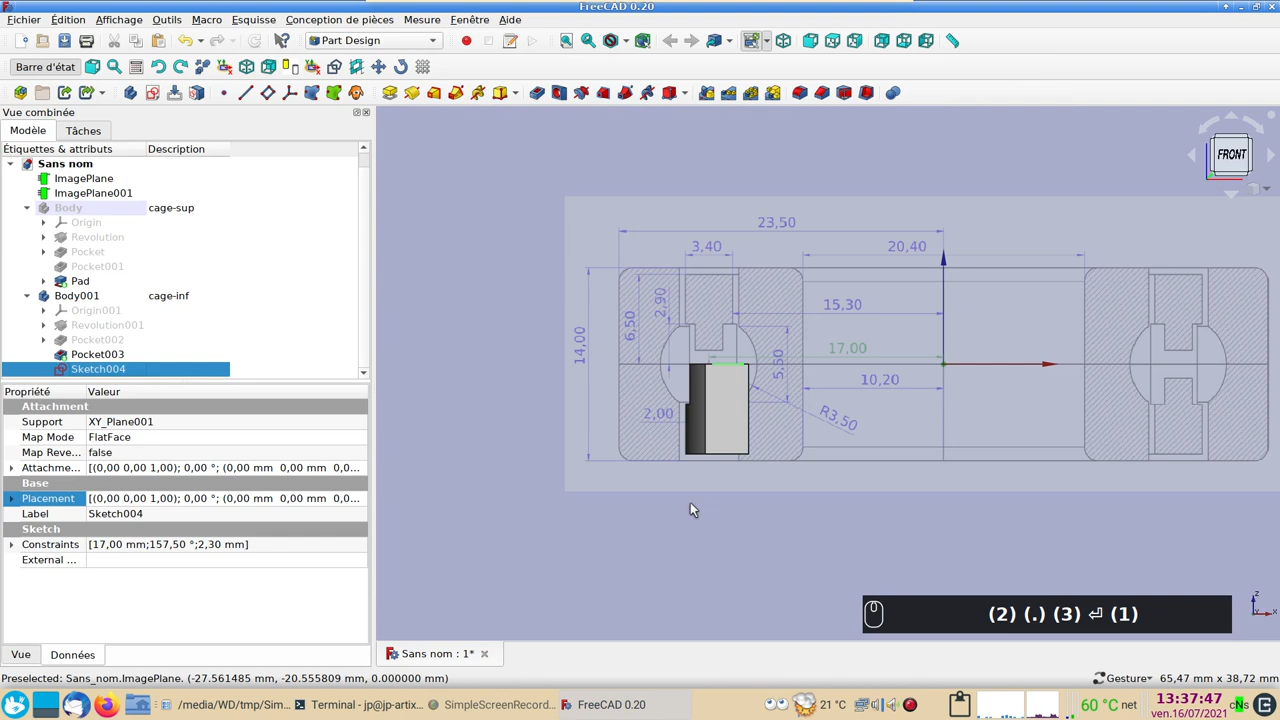 FreeCAD 0.20
Fichier Édition Affichage Outils Macro Esquisse Conception de pièces Mesure Fenêtre Aide
Part Design
Barre d'état
Vue combinée
Modèle Tâches
Étiquettes & attributs Description
Sans nom
ImagePlane
ImagePlane001
Body cage-sup
Origin
Revolution
Pocket
Pocket001
Pad
Body001 cage-inf
Origin001
Revolution001
Pocket002
Pocket003
Sketch004
Propriété Valeur
Attachment
Support XY_Plane001
Map Mode FlatFace
Map Reve... false
Attachme... [(0,00 0,00 1,00); 0,00 °; (0,00 mm 0,00 mm 0,0...
Base
Placement [(0,00 0,00 1,00); 0,00 °; (0,00 mm 0,00 mm 0,0...
Label Sketch004
Sketch
Constraints [17,00 mm;157,50 °;2,30 mm]
External ...
Vue Données
FRONT
23,50
3,40
20,40
2,90
6,50
15,30
14,00
17,00
5,50
10,20
2,00
R3,50
z
x
(2) (.) (3) ⏎ (1)
Sans nom : 1*
Preselected: Sans_nom.ImagePlane. (-27.561485 mm, -20.555809 mm, 0.000000 mm)
Gesture 65,47 mm x 38,72 mm
/media/WD/tmp/Sim...
Terminal - jp@jp-artix...
SimpleScreenRecord...
FreeCAD 0.20
21 °C
60 °C net
13:37:47
ven.16/07/2021
cNs